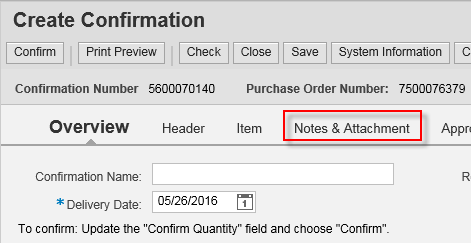 Create Confirmation
Confirm Print Preview Check Close Save System Information C
Confirmation Number 5600070140 Purchase Order Number: 7500076379
Overview Header Item Notes & Attachment Appr
Confirmation Name: R
*Delivery Date: 05/26/2016 1
To confirm: Update the "Confirm Quantity" field and choose "Confirm".